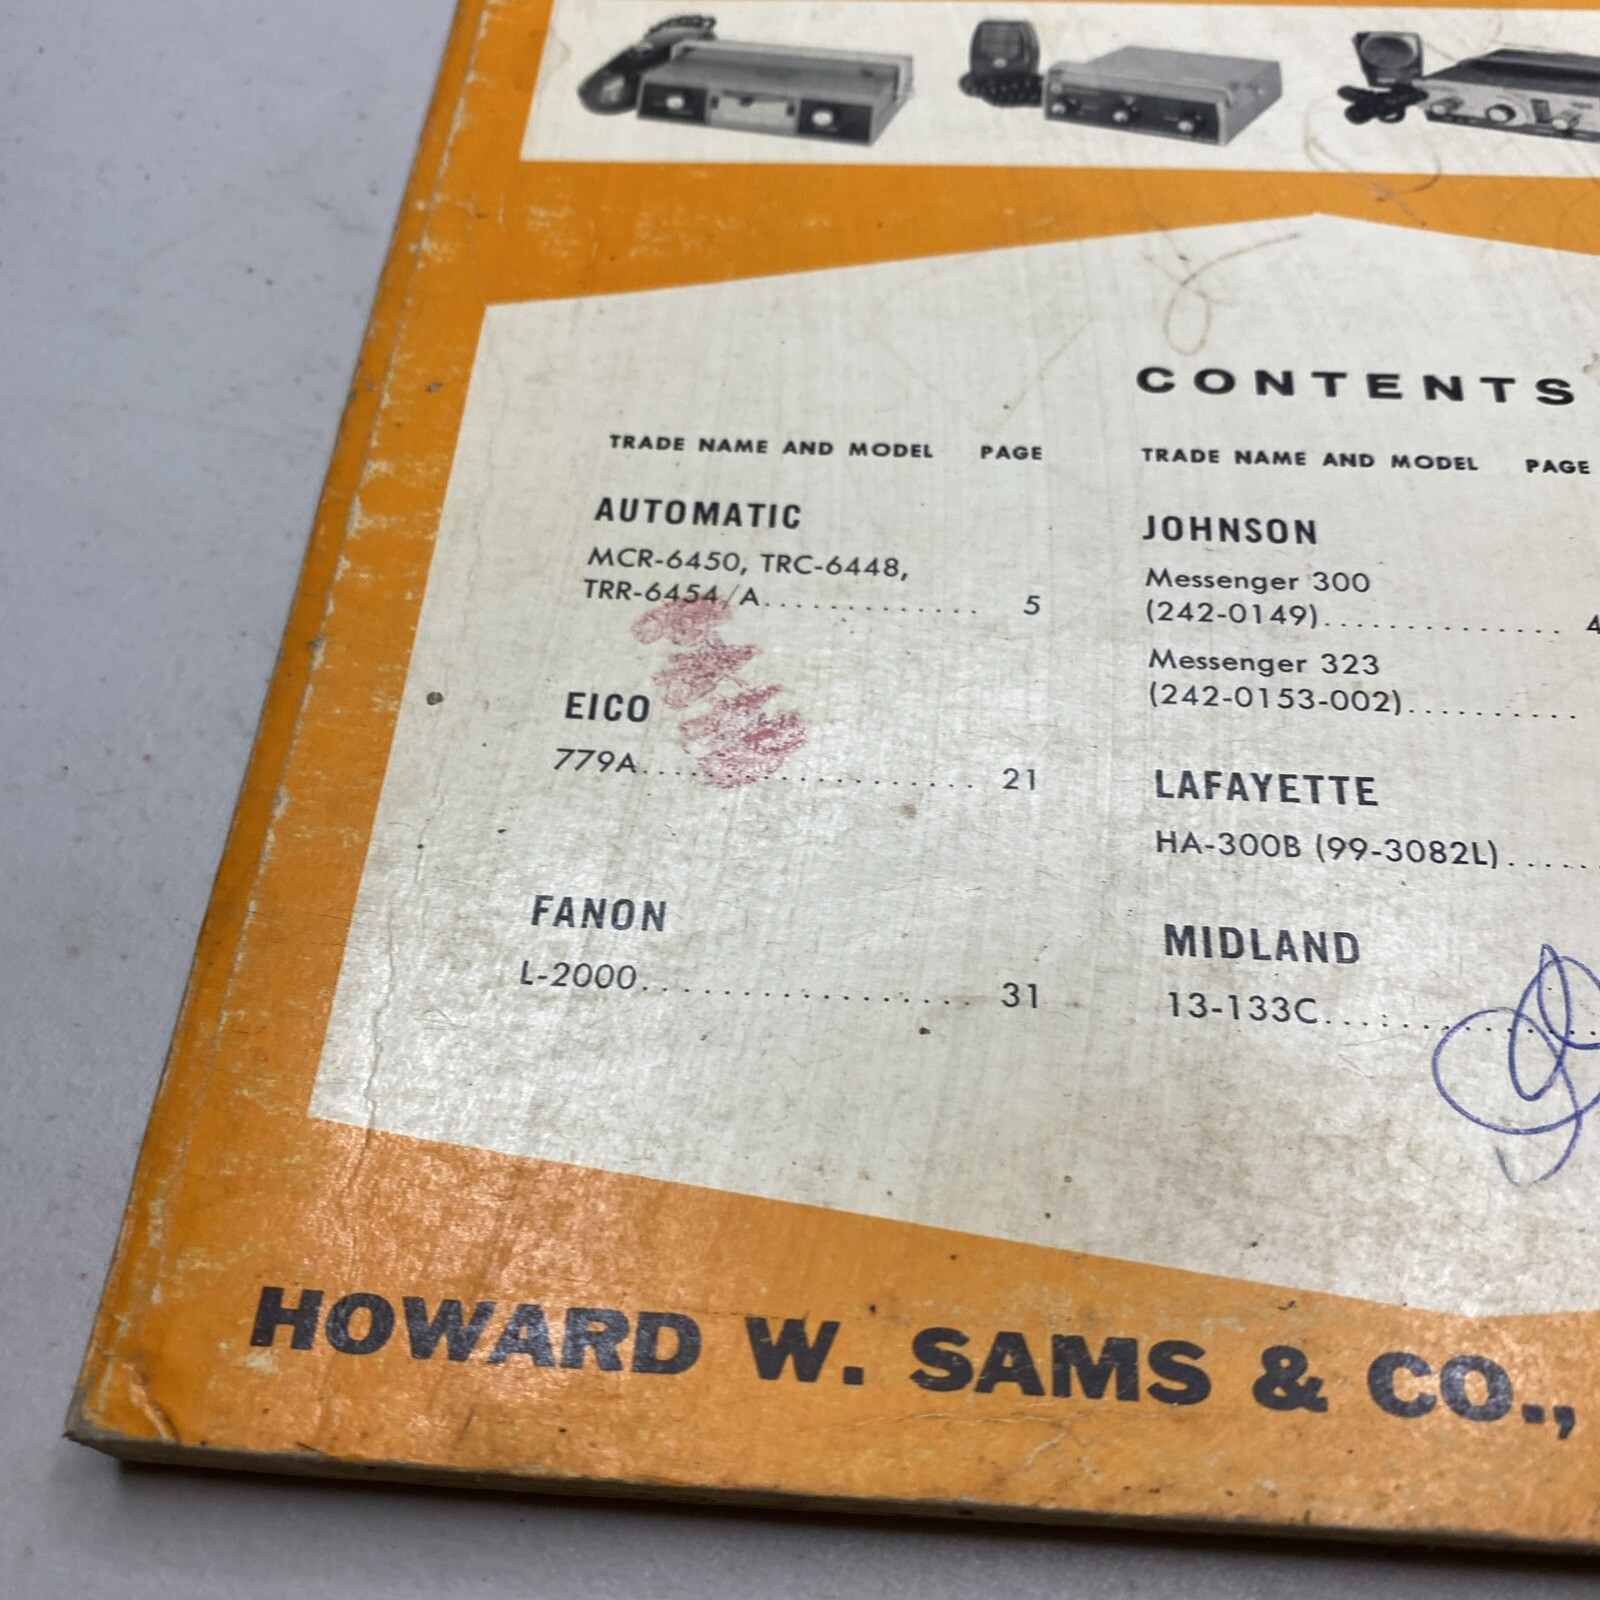 CONTENTS
TRADE NAME AND MODEL PAGE
AUTOMATIC
MCR-6450, TRC-6448,
TRR-6454/A............. 5
EICO
779A.................... 21
FANON
L-2000.................. 31
TRADE NAME AND MODEL PAGE
JOHNSON
Messenger 300
(242-0149)..............
Messenger 323
(242-0153-002)..........
LAFAYETTE
HA-300B (99-3082L).....
MIDLAND
13-133C..............
HOWARD W. SAMS & CO.,